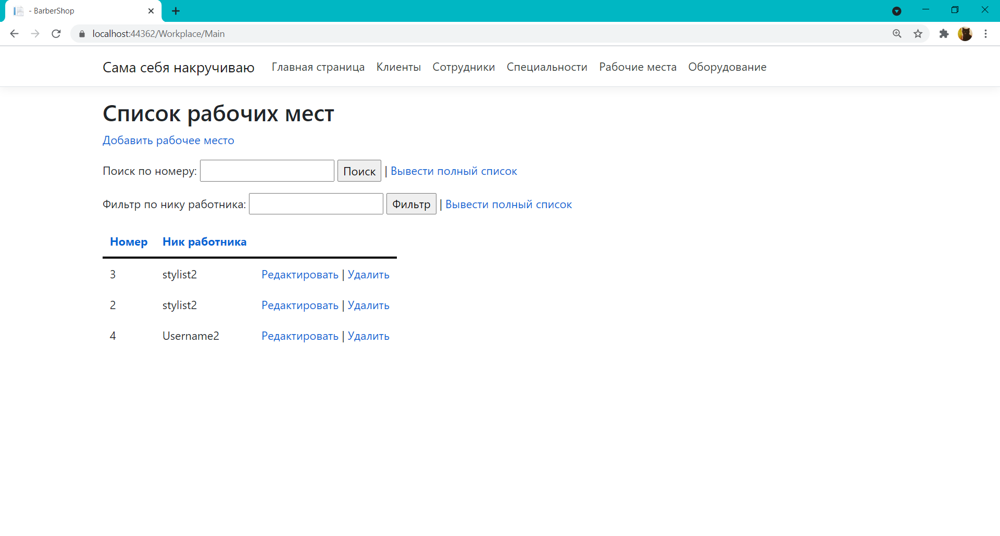 - BarberShop
localhost:44362/Workplace/Main
Сама себя накручиваю Главная страница Клиенты Сотрудники Специальности Рабочие места Оборудование
Список рабочих мест
Добавить рабочее место
Поиск по номеру: Поиск | Вывести полный список
Фильтр по нику работника: Фильтр | Вывести полный список
Номер Ник работника
3 stylist2 Редактировать | Удалить
2 stylist2 Редактировать | Удалить
4 Username2 Редактировать | Удалить